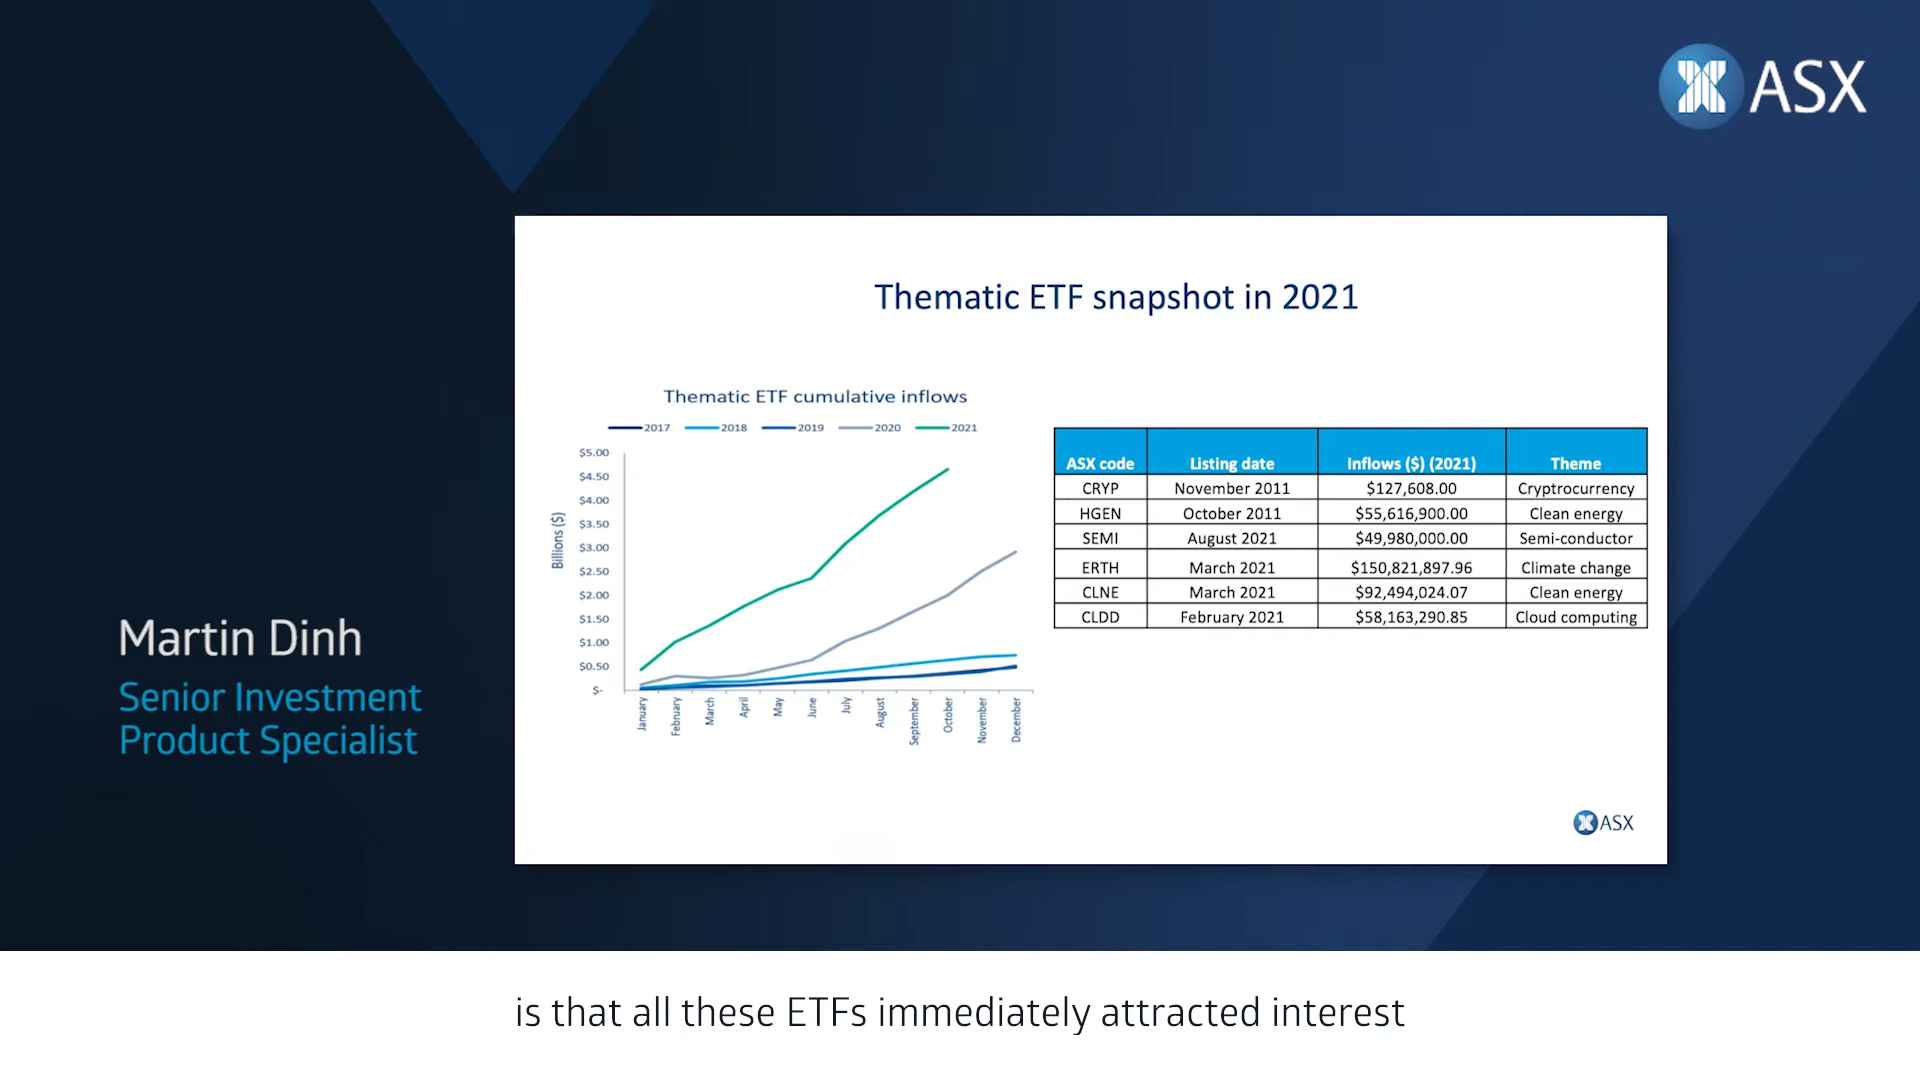 ASX
Thematic ETF snapshot in 2021
Thematic ETF cumulative inflows
2017 2018 2019 2020 2021
Billions ($)
$5.00
$4.50
$4.00
$3.50
$3.00
$2.50
$2.00
$1.50
$1.00
$0.50
$-
January February March April May June July August September October November December
ASX code Listing date Inflows ($) (2021) Theme
CRYP November 2011 $127,608.00 Cryptocurrency
HGEN October 2011 $55,616,900.00 Clean energy
SEMI August 2021 $49,980,000.00 Semi-conductor
ERTH March 2021 $150,821,897.96 Climate change
CLNE March 2021 $92,494,024.07 Clean energy
CLDD February 2021 $58,163,290.85 Cloud computing
ASX
Martin Dinh
Senior Investment
Product Specialist
is that all these ETFs immediately attracted interest